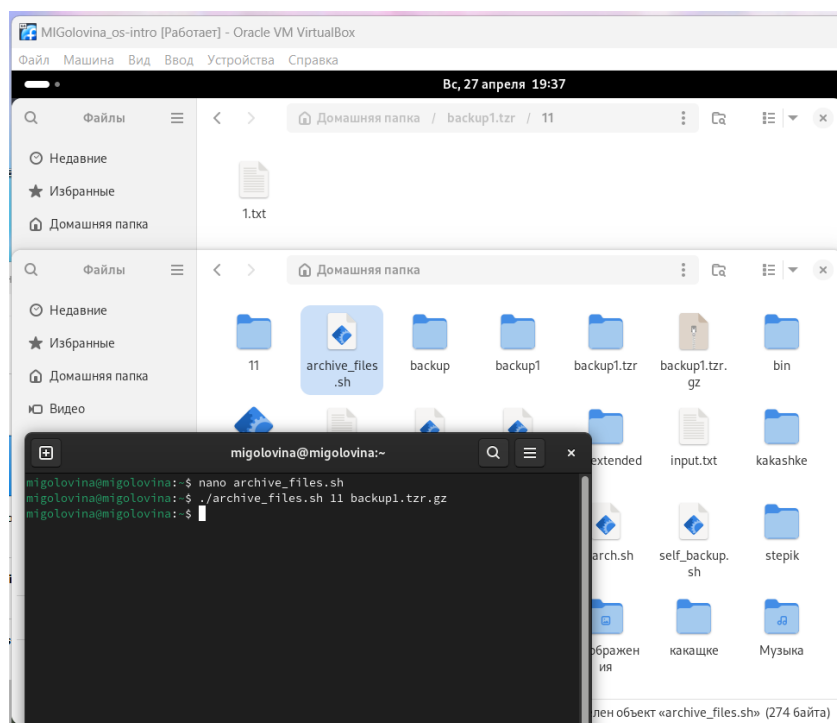 MIGolovina_os-intro [Работает] - Oracle VM VirtualBox
Файл Машина Вид Ввод Устройства Справка
Вс, 27 апреля 19:37
Файлы
Домашняя папка / backup1.tzr / 11
Недавние
Избранные
Домашняя папка
1.txt
Файлы
Домашняя папка
Недавние
Избранные
Домашняя папка
Видео
11
archive_files
.sh
backup
backup1
backup1.tzr
backup1.tzr.
gz
bin
extended
input.txt
kakashke
migolovina@migolovina:~
migolovina@migolovina:~$ nano archive_files.sh
migolovina@migolovina:~$ ./archive_files.sh 11 backup1.tzr.gz
migolovina@migolovina:~$
arch.sh
self_backup.
sh
stepik
ображен
ия
какащке
Музыка
лен объект «archive_files.sh» (274 байта)